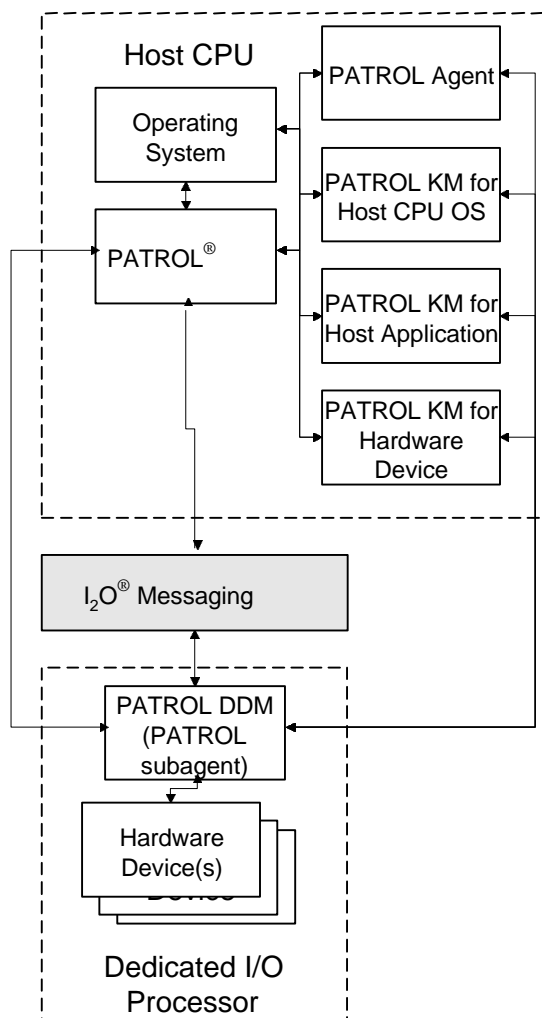 Host CPU
Operating
System
PATROL®
PATROL Agent
PATROL KM for
Host CPU OS
PATROL KM for
Host Application
PATROL KM for
Hardware
Device
I₂O® Messaging
PATROL DDM
(PATROL
subagent)
Hardware
Device(s)
Device
Dedicated I/O
Processor